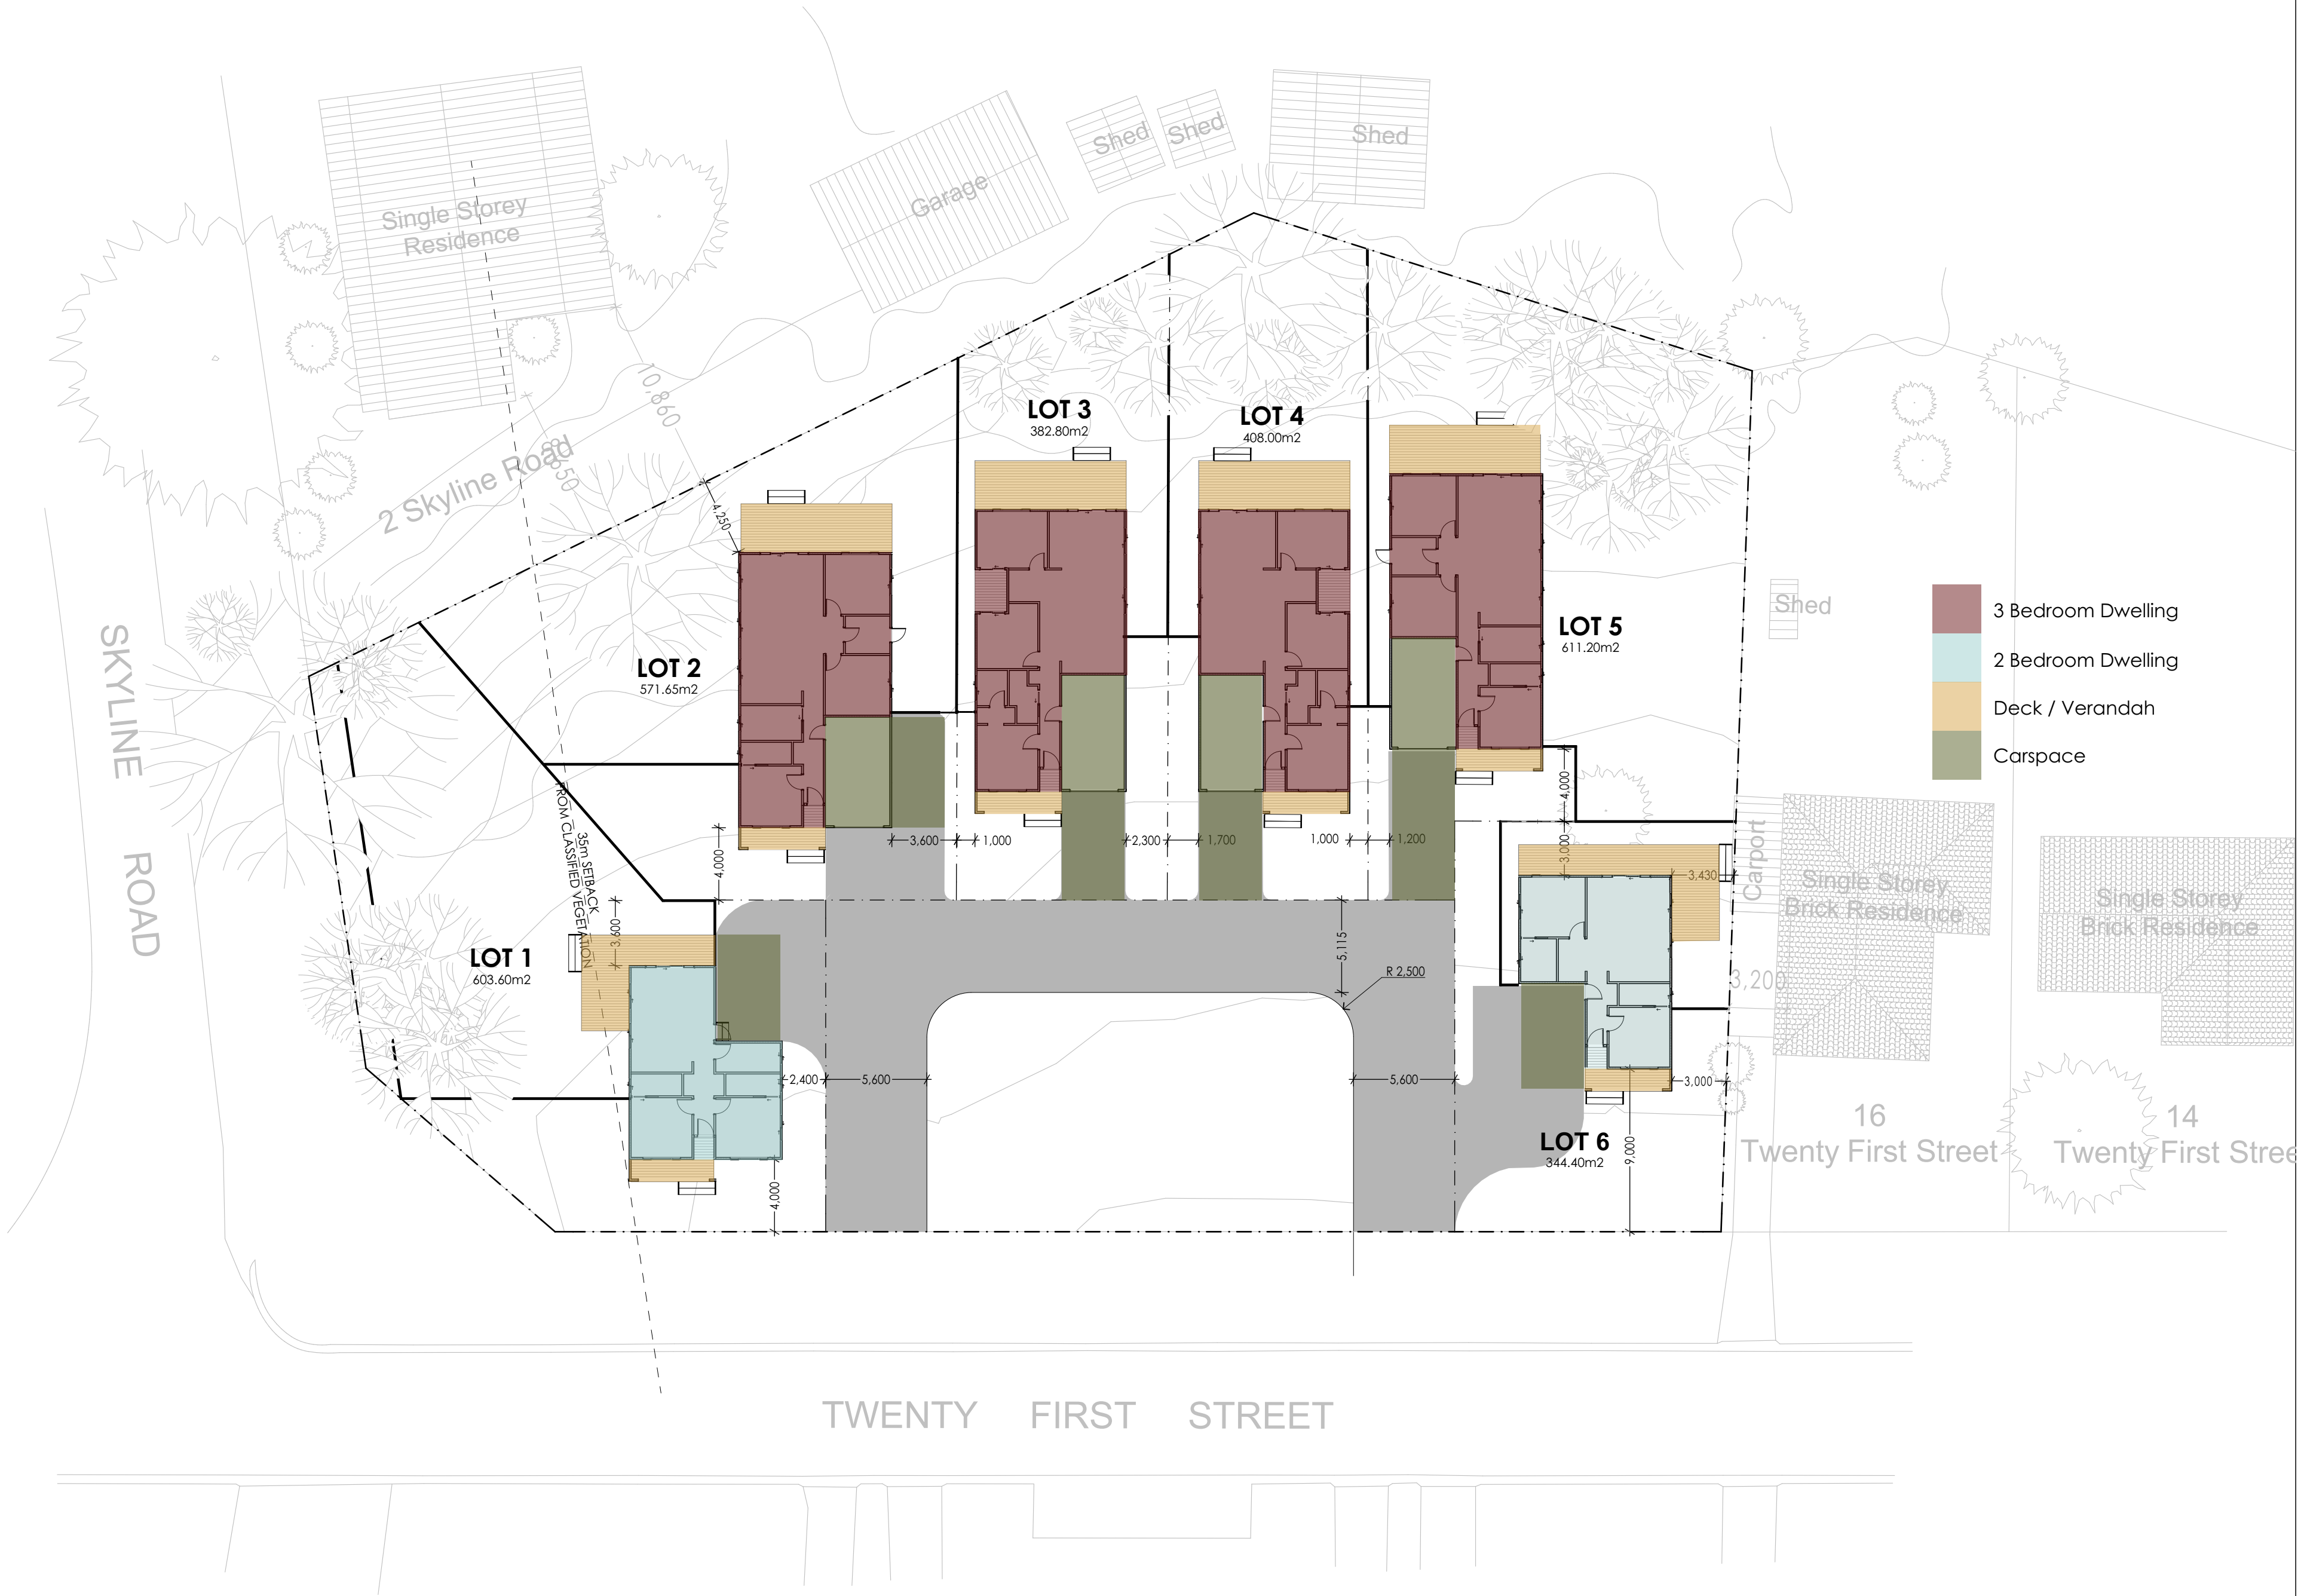 Shed
Shed
Shed
Garage
Single Storey
Residence
10,860
8,650
2 Skyline Road
4,250
LOT 3
382.80m2
LOT 4
408.00m2
LOT 2
571.65m2
LOT 5
611.20m2
Shed
3 Bedroom Dwelling
2 Bedroom Dwelling
Deck / Verandah
Carspace
SKYLINE ROAD
35m SETBACK
FROM CLASSIFIED VEGETATION
4,000
3,600
1,000
2,300
1,700
1,000
1,200
4,000
3,000
3,430
Carport
Single Storey
Brick Residence
Single Storey
Brick Residence
3,600
LOT 1
603.60m2
5,115
R 2,500
3,200
2,400
5,600
5,600
3,000
4,000
LOT 6
344.40m2
9,000
16
Twenty First Street
14
Twenty First Stree
TWENTY FIRST STREET